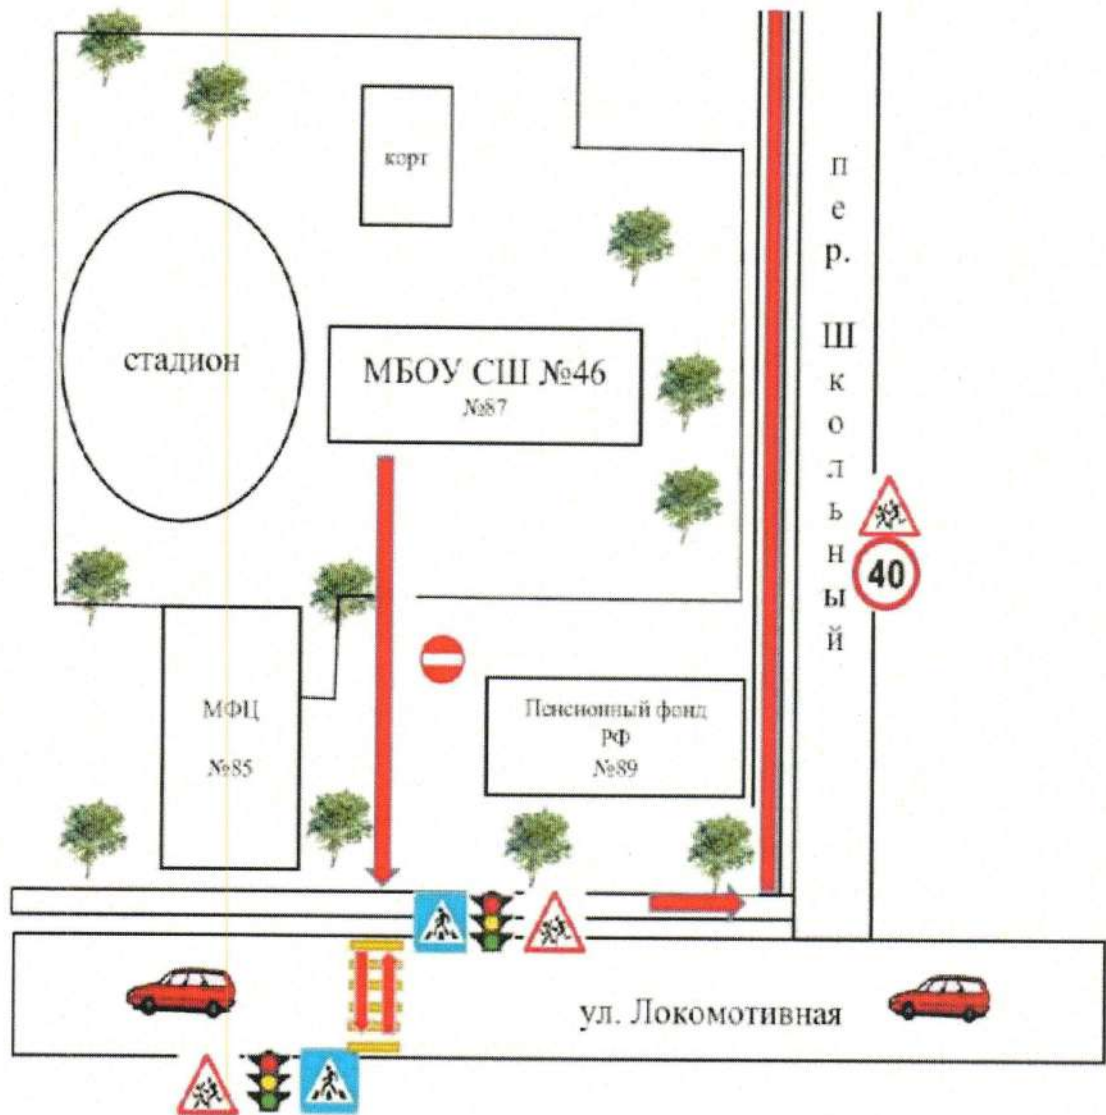 корт
стадион
МБОУ СШ №46
№87
пер. Школьный
40
МФЦ
№85
Пенсионный фонд
РФ
№89
ул. Локомотивная